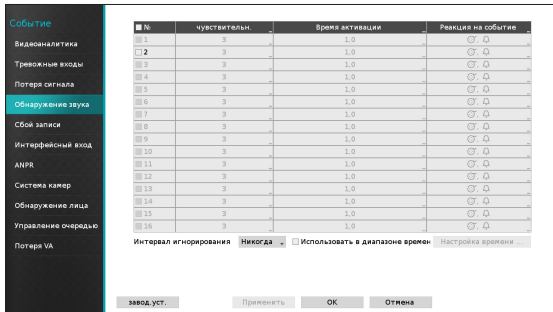 Событие
Видеоаналитика
Тревожные входы
Потеря сигнала
Обнаружение звука
Сбой записи
Интерфейсный вход
ANPR
Система камер
Обнаружение лица
Управление очередью
Потеря VA
№ чувствительн. Время активации Реакция на событие
1 3 1,0
2 3 1,0
3 3 1,0
4 3 1,0
5 3 1,0
6 3 1,0
7 3 1,0
8 3 1,0
9 3 1,0
10 3 1,0
11 3 1,0
12 3 1,0
13 3 1,0
14 3 1,0
15 3 1,0
16 3 1,0
Интервал игнорирования Никогда Использовать в диапазоне времен Настройка времени ...
завод.уст. Применить OK Отмена